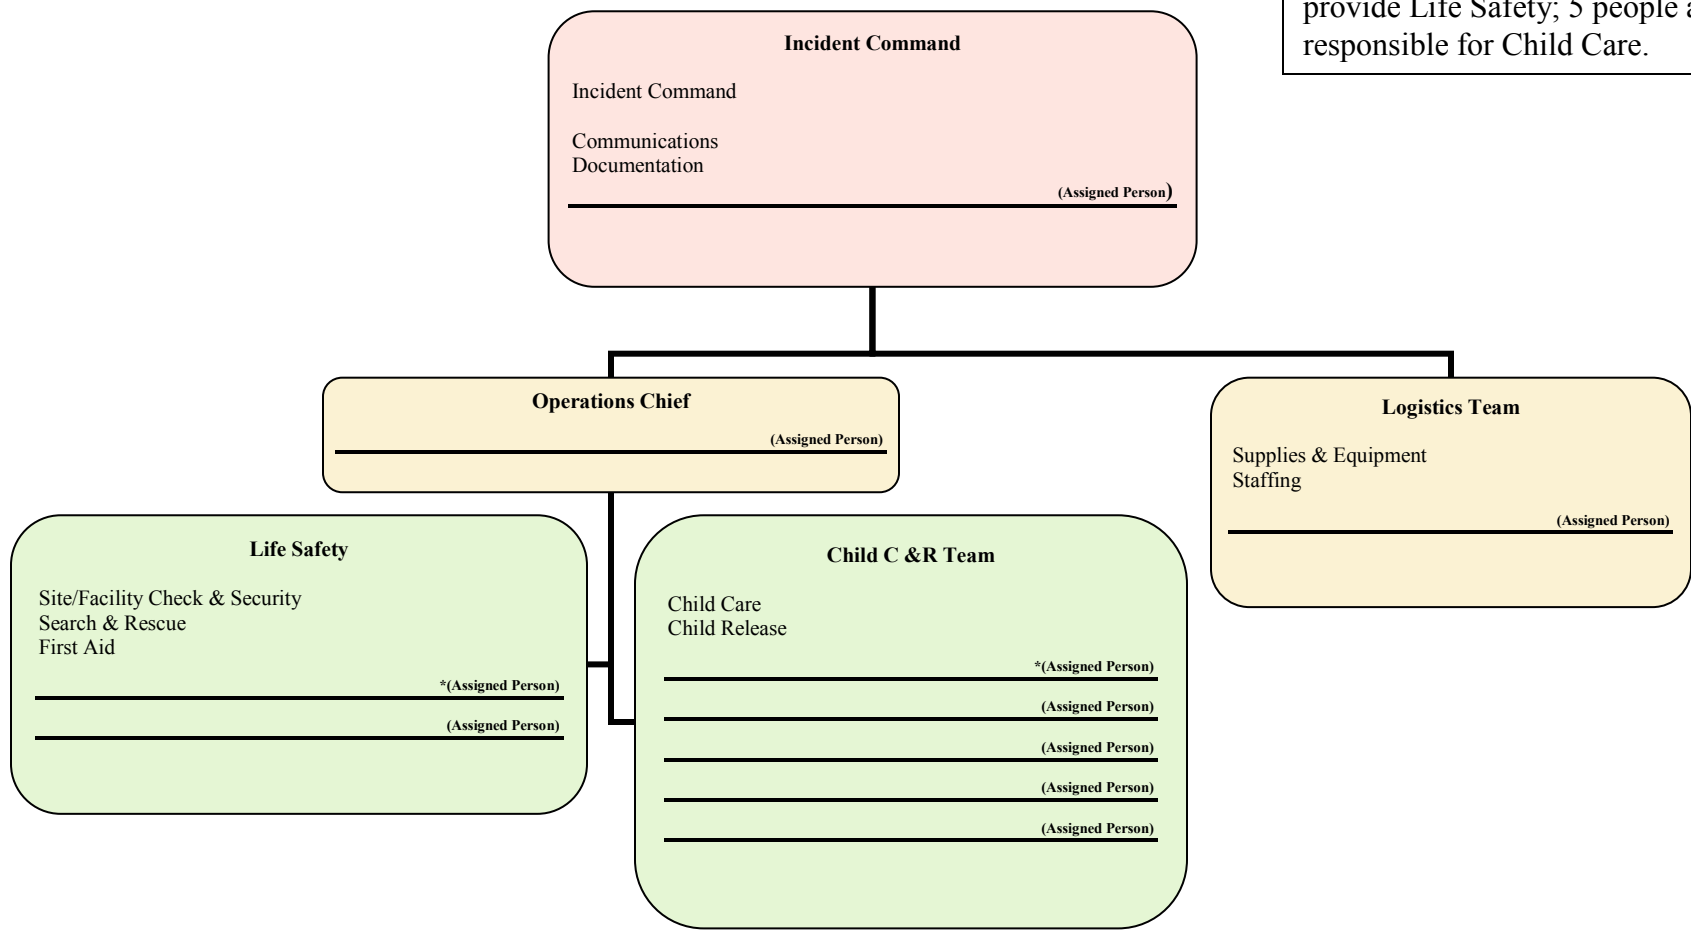 provide Life Safety; 5 people a
responsible for Child Care.
Incident Command
Incident Command
Communications
Documentation
(Assigned Person)
Operations Chief
(Assigned Person)
Logistics Team
Supplies & Equipment
Staffing
(Assigned Person)
Life Safety
Site/Facility Check & Security
Search & Rescue
First Aid
*(Assigned Person)
(Assigned Person)
Child C &R Team
Child Care
Child Release
*(Assigned Person)
(Assigned Person)
(Assigned Person)
(Assigned Person)
(Assigned Person)